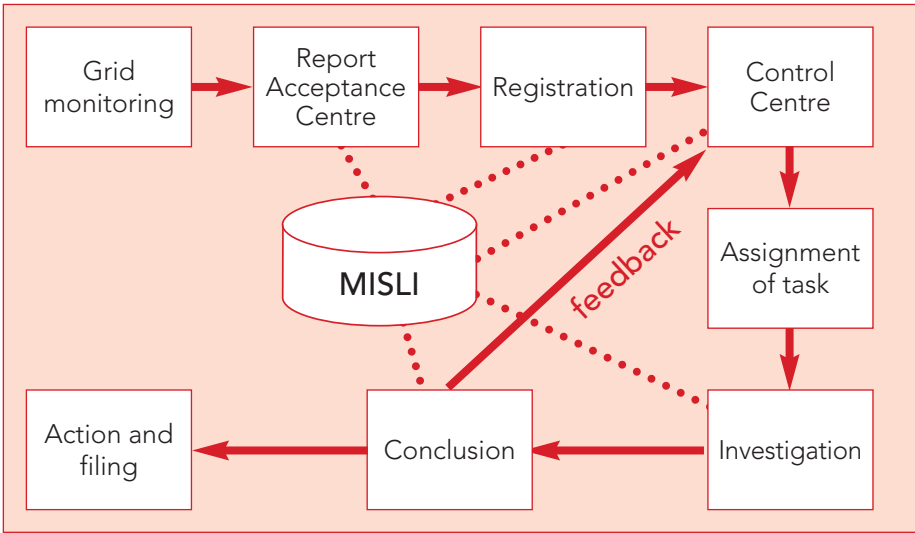 Grid
monitoring
Report
Acceptance
Centre
Registration
Control
Centre
MISLI
feedback
Assignment
of task
Action and
filing
Conclusion
Investigation